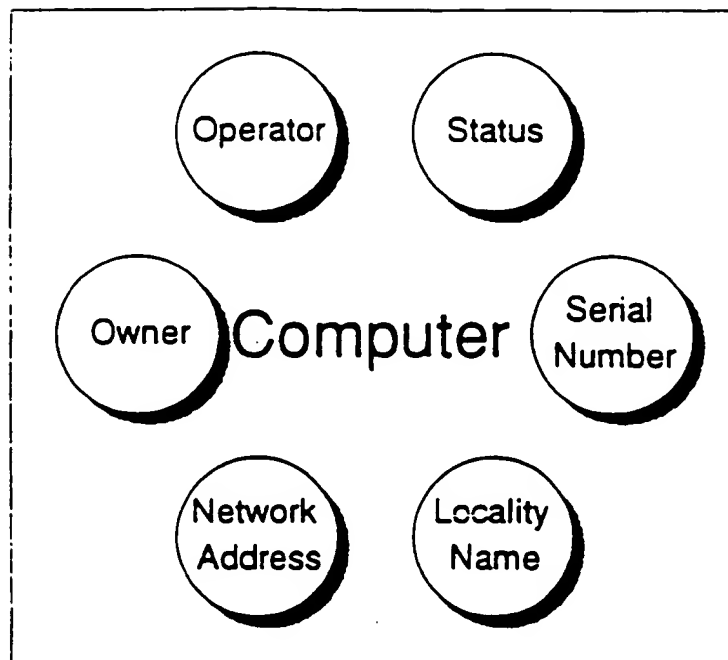 Operator
Status
Owner
Computer
Serial
Number
Network
Address
Locality
Name